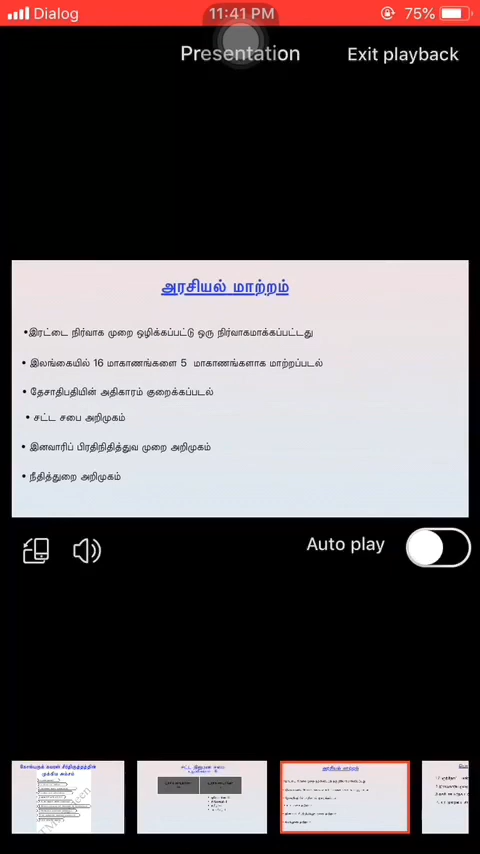 Dialog 11:41 PM 75%
Presentation Exit playback
அரசியல் மாற்றம்
•இரட்டை நிர்வாக முறை ஒழிக்கப்பட்டு ஒரு நிர்வாகமாக்கப்பட்டது
• இலங்கையில் 16 மாகாணங்களை 5 மாகாணங்களாக மாற்றப்படல்
• தேசாதிபதியின் அதிகாரம் குறைக்கப்படல்
• சட்ட சபை அறிமுகம்
• இனவாரிப் பிரதிநிதித்துவ முறை அறிமுகம்
• நீதித்துறை அறிமுகம்
Auto play
முக்கிய அம்சம்
அரசியல் மாற்றம்